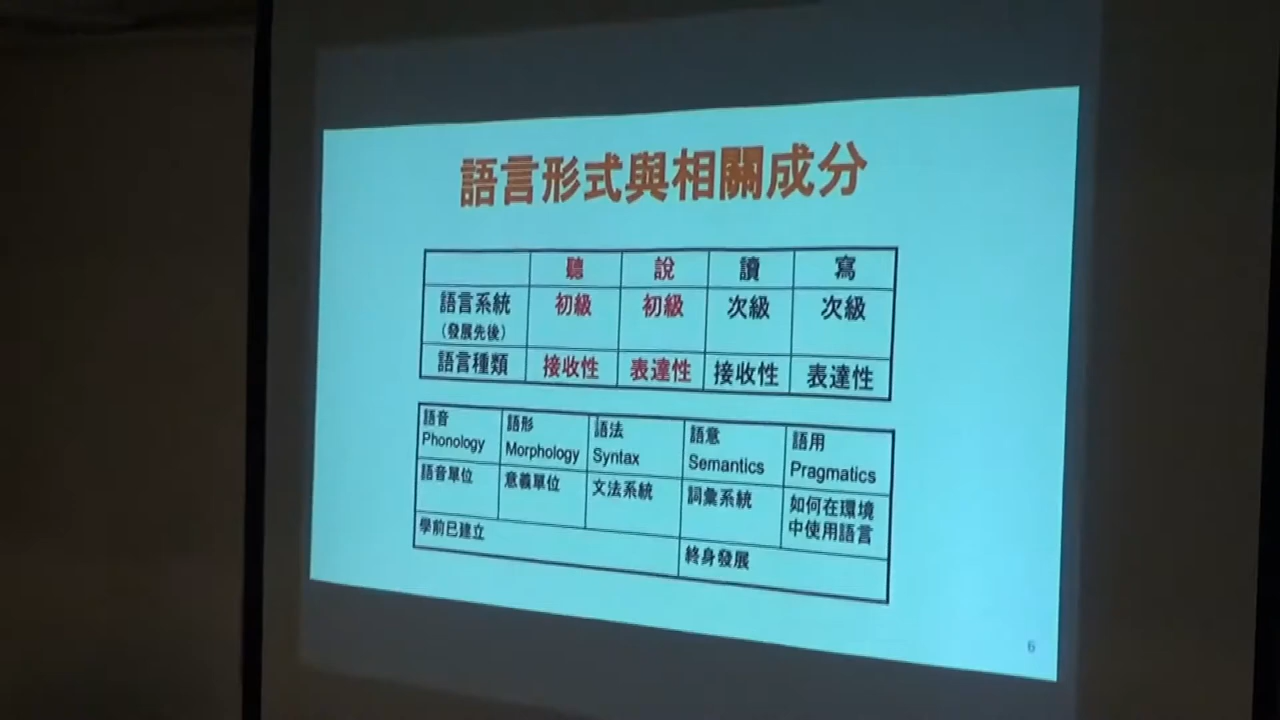 語言形式與相關成分
聽 說 讀 寫
語言系統 初級 初級 次級 次級
(發展先後)
語言種類 接收性 表達性 接收性 表達性
語音 語形 語法 語意 語用
Phonology Morphology Syntax Semantics Pragmatics
語音單位 意義單位 文法系統 詞彙系統 如何在環境
中使用語言
學前已建立 終身發展
6